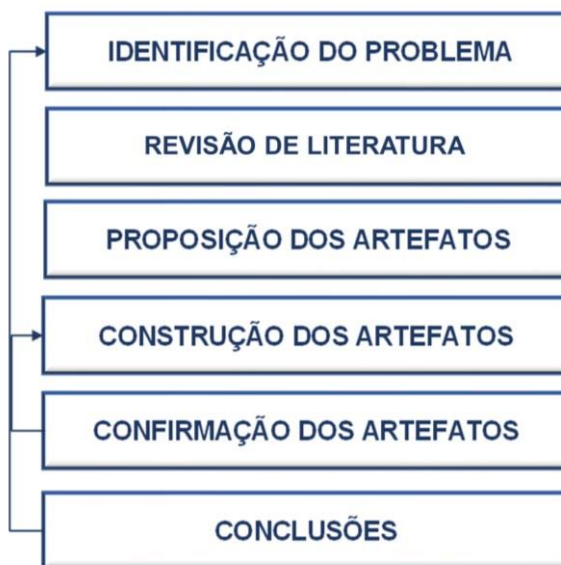 IDENTIFICAÇÃO DO PROBLEMA
REVISÃO DE LITERATURA
PROPOSIÇÃO DOS ARTEFATOS
CONSTRUÇÃO DOS ARTEFATOS
CONFIRMAÇÃO DOS ARTEFATOS
CONCLUSÕES